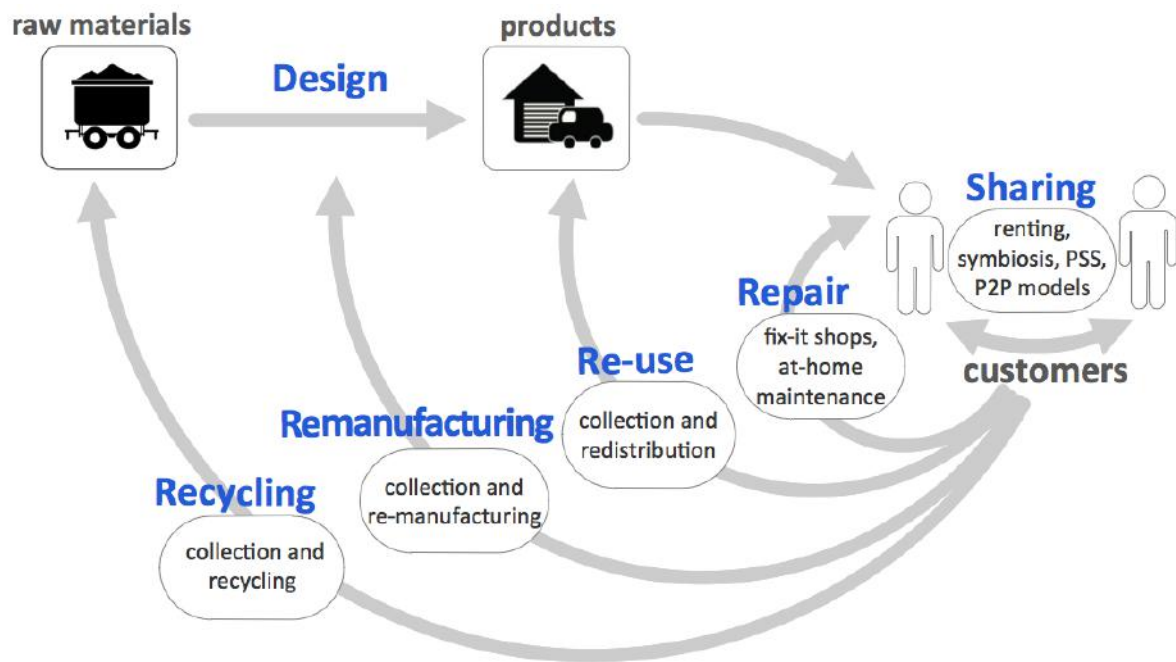 raw materials
products
Design
Sharing
renting,
symbiosis, PSS,
P2P models
customers
Repair
fix-it shops,
at-home
maintenance
Re-use
collection and
redistribution
Remanufacturing
collection and
re-manufacturing
Recycling
collection and
recycling